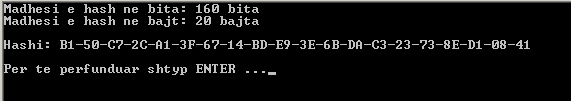 Madhesi e hash ne bita: 160 bita
Madhesi e hash ne bajt: 20 bajta
Hashi: B1-50-C7-2C-A1-3F-67-14-BD-E9-3E-6B-DA-C3-23-73-8E-D1-08-41
Per te perfunduar shtyp ENTER ..._